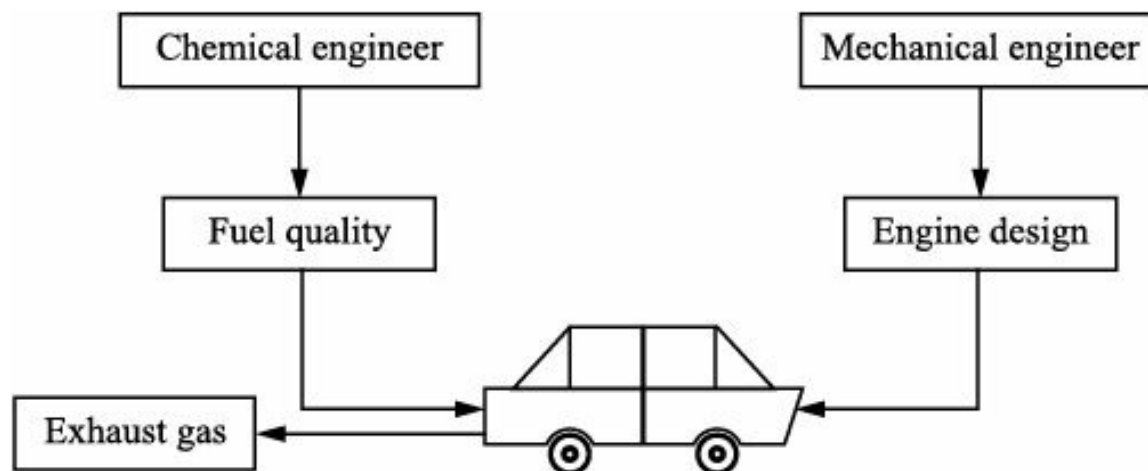 Chemical engineer
Mechanical engineer
Fuel quality
Engine design
Exhaust gas